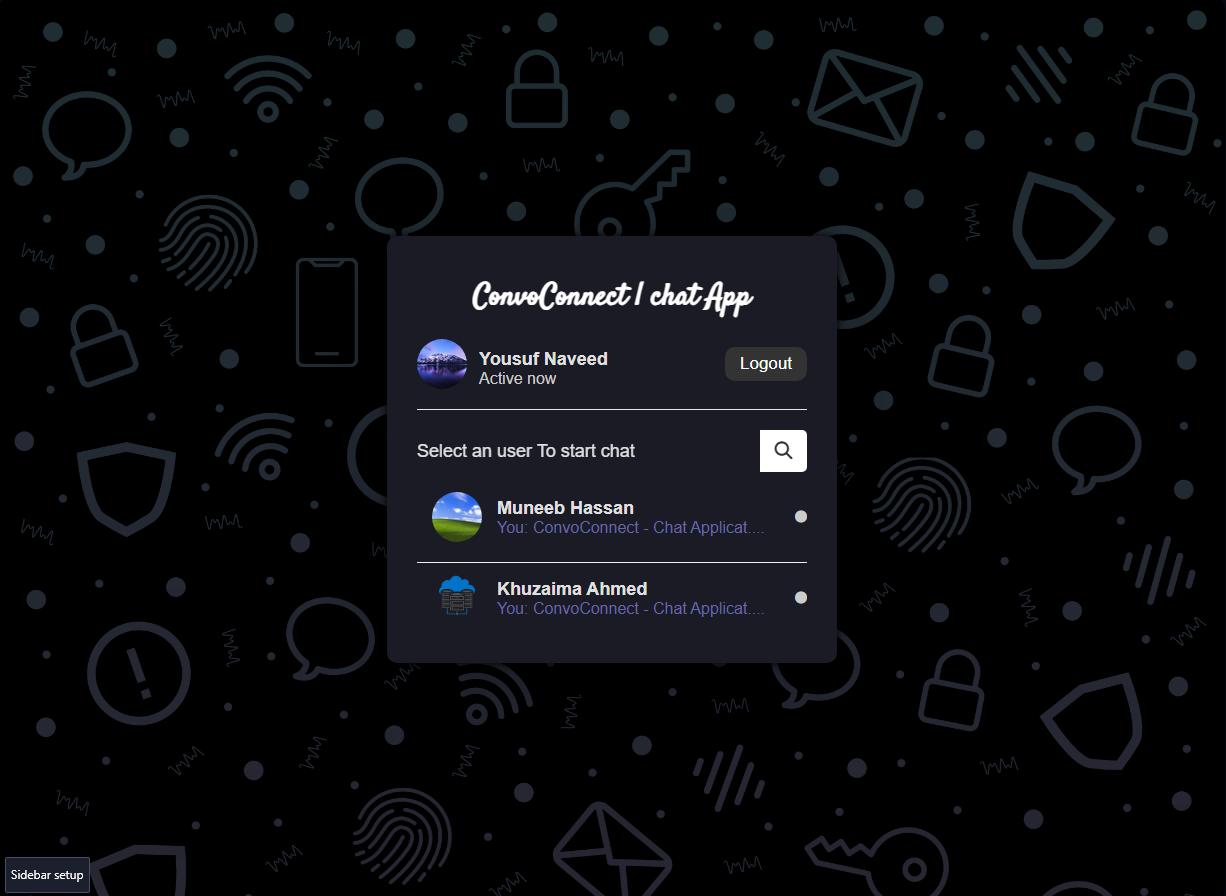 ConvoConnect | chat App
Yousuf Naveed
Active now
Logout
Select an user To start chat
Muneeb Hassan
You: ConvoConnect - Chat Applicat....
Khuzaima Ahmed
You: ConvoConnect - Chat Applicat....
Sidebar setup